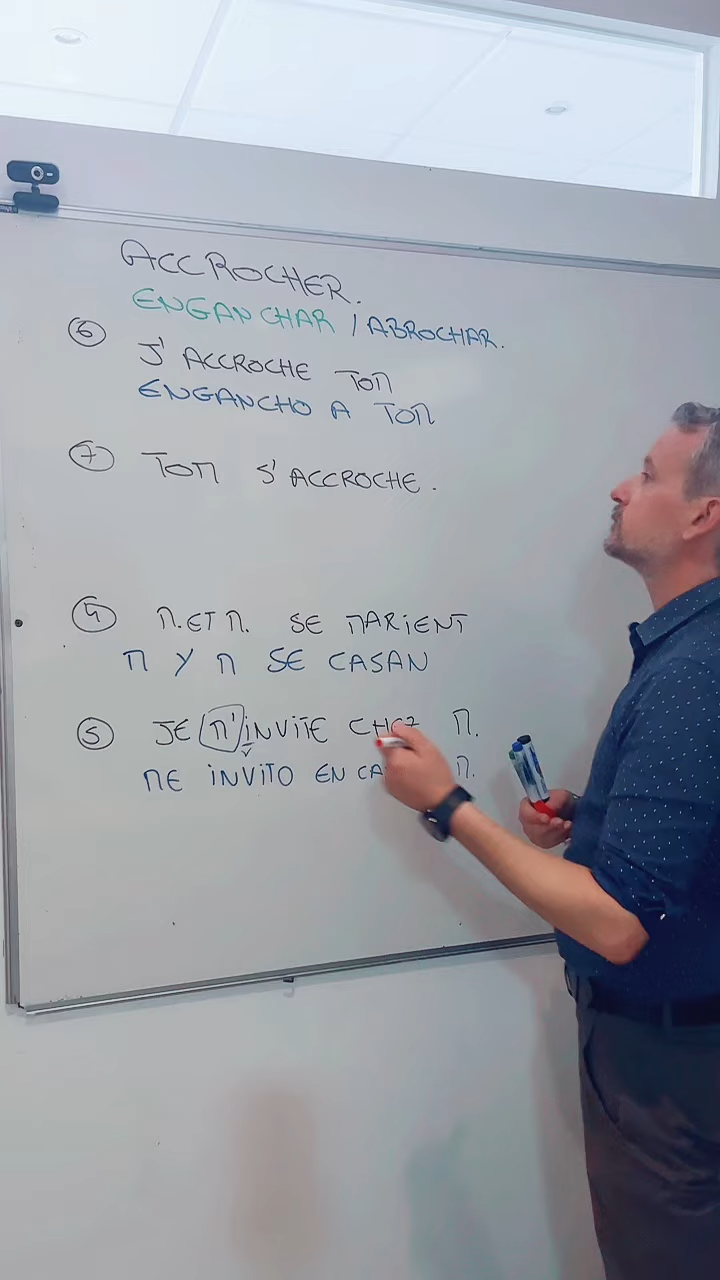 ACCROCHER.
ENGANCHAR / ABROCHAR.
6 J'ACCROCHE TOM
ENGANCHO A TOM
7 TOM S'ACCROCHE.
4 M. ET M. SE MARIENT
M Y M SE CASAN
5 JE M'INVITE CHEZ M.
ME INVITO EN M.